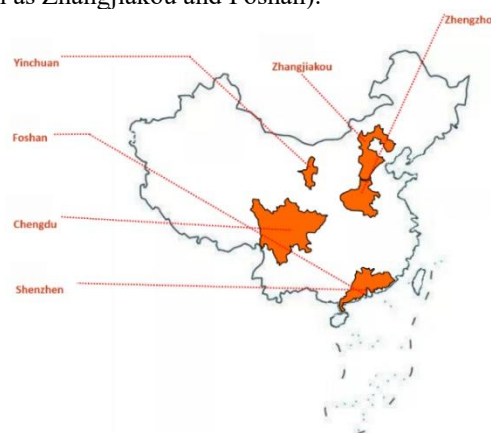 as Zhangjiakou and Foshan).
Zhengzho
Yinchuan
Zhangjiakou
Foshan
Chengdu
Shenzhen